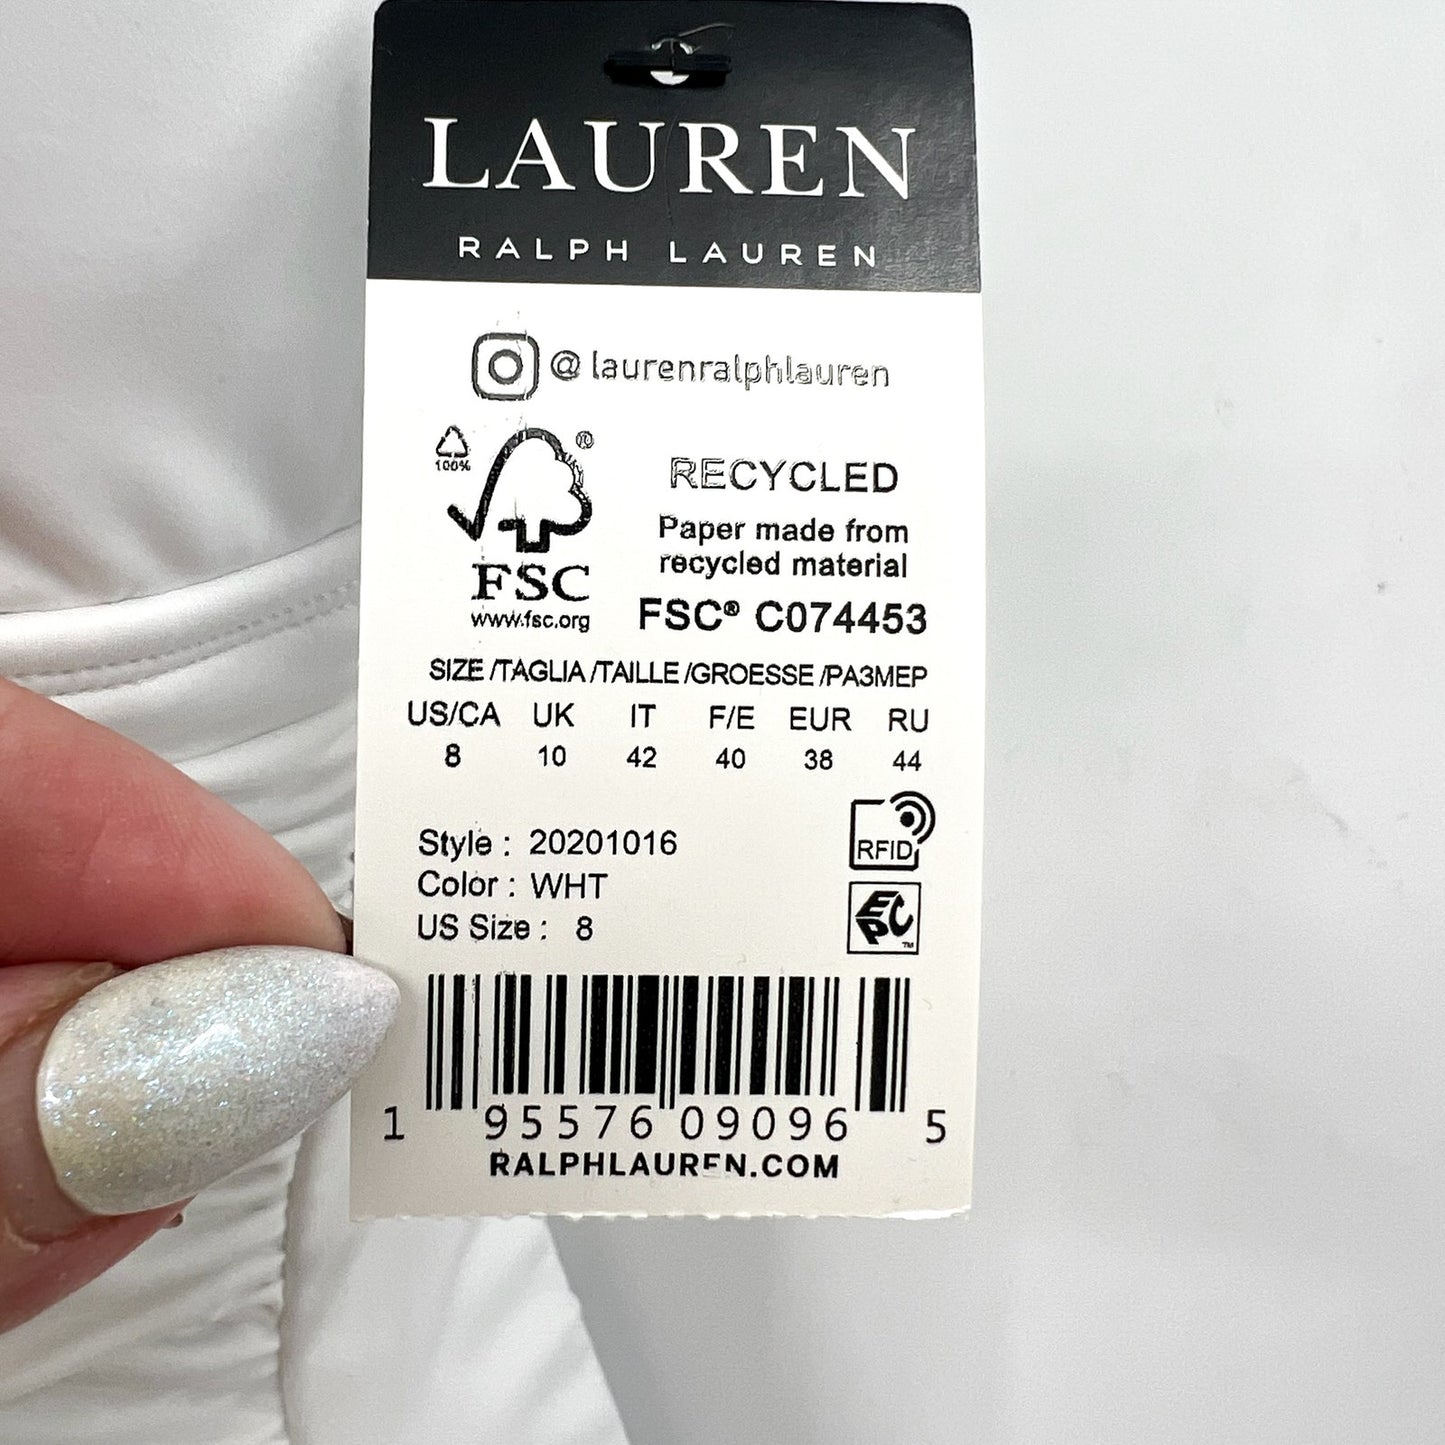 LAUREN
RALPH LAUREN
@laurenralphlauren
100%
®
RECYCLED
Paper made from
recycled material
FSC
www.fsc.org
FSC® C074453
SIZE /TAGLIA /TAILLE /GROESSE /РАЗМЕР
US/CA UK IT F/E EUR RU
8 10 42 40 38 44
Style : 20201016
Color : WHT
US Size : 8
RFID
EPC™
1 95576 09096 5
RALPHLAUREN.COM